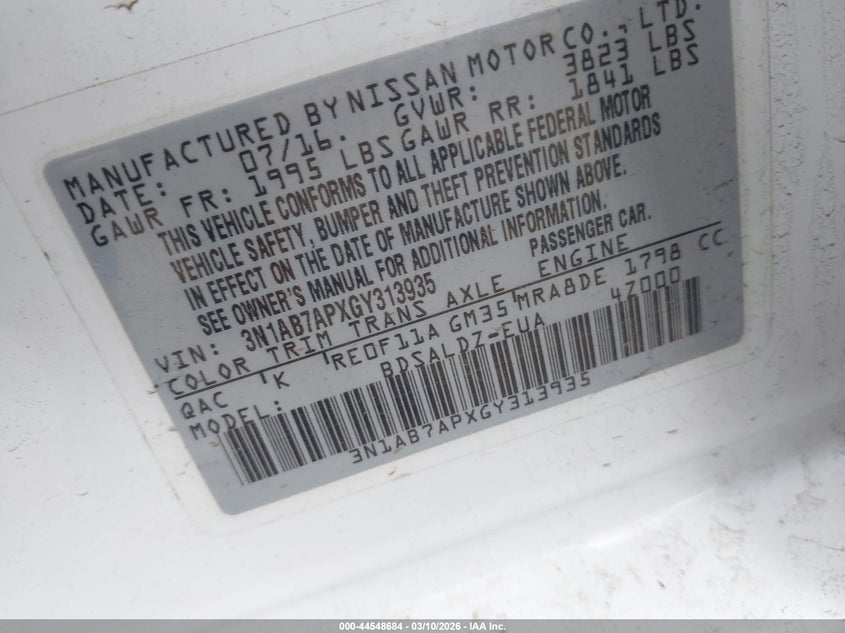 MANUFACTURED BY NISSAN MOTOR CO., LTD.
DATE: 07/16. GVWR: 3823 LBS
GAWR FR: 1995 LBS GAWR RR: 1841 LBS
THIS VEHICLE CONFORMS TO ALL APPLICABLE FEDERAL MOTOR
VEHICLE SAFETY, BUMPER AND THEFT PREVENTION STANDARDS
IN EFFECT ON THE DATE OF MANUFACTURE SHOWN ABOVE.
SEE OWNER'S MANUAL FOR ADDITIONAL INFORMATION.
VIN: 3N1AB7APXGY313935 PASSENGER CAR.
COLOR TRIM TRANS AXLE ENGINE
QAC 'K 'RE0F11A GM35'MRA8DE 1798 CC
MODEL: BDSALDZ-EUA 47000
3N1AB7APXGY313935
000-44548684 — 03/10/2026 — IAA Inc.